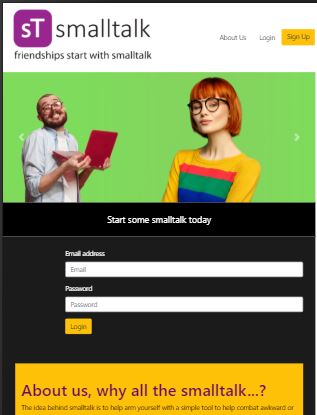 sT smalltalk
friendships start with smalltalk
About Us Login Sign Up
Start some smalltalk today
Email address
Email
Password
Password
Login
About us, why all the smalltalk...?
The idea behind smalltalk is to help arm yourself with a simple tool to help combat awkward or